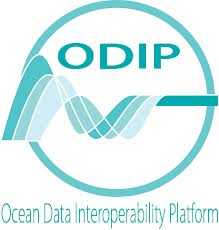 ODIP
Ocean Data Interoperability Platform